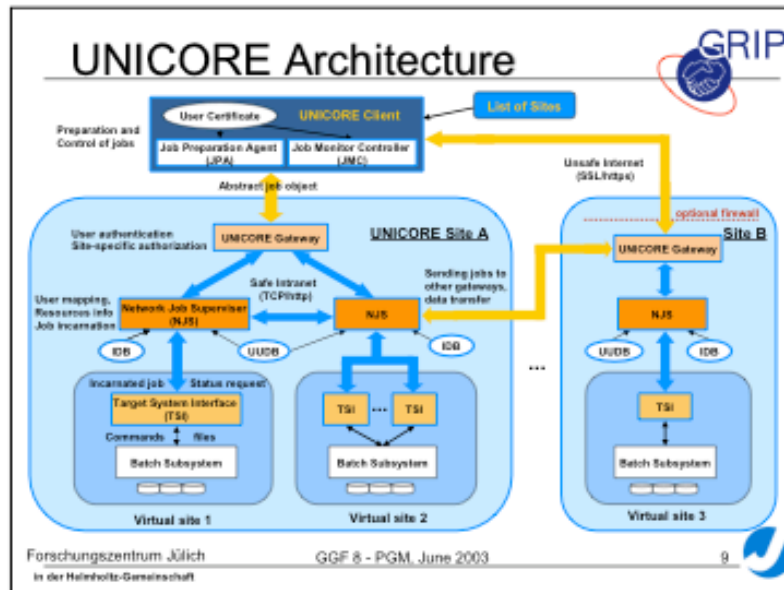 UNICORE Architecture
GRIP
User Certificate
UNICORE Client
List of Sites
Preparation and
Control of jobs
Job Preparation Agent
(JPA)
Job Monitor Controller
(JMC)
Abstract job object
Unsafe Internet
(SSL/https)
optional firewall
User authentication
Site-specific authorization
UNICORE Gateway
UNICORE Site A
Site B
UNICORE Gateway
Safe Intranet
(TCP/http)
Sending jobs to
other gateways,
data transfer
User mapping,
Resources info
Job incarnation
Network Job Supervisor
(NJS)
NJS
NJS
IDB
UUDB
IDB
UUDB
IDB
...
Incarnated job
Status request
Target System Interface
(TSI)
TSI
...
TSI
TSI
Commands
files
Batch Subsystem
Batch Subsystem
Batch Subsystem
Virtual site 1
Virtual site 2
Virtual site 3
Forschungszentrum Jülich
in der Helmholtz-Gemeinschaft
GGF 8 - PGM, June 2003
9